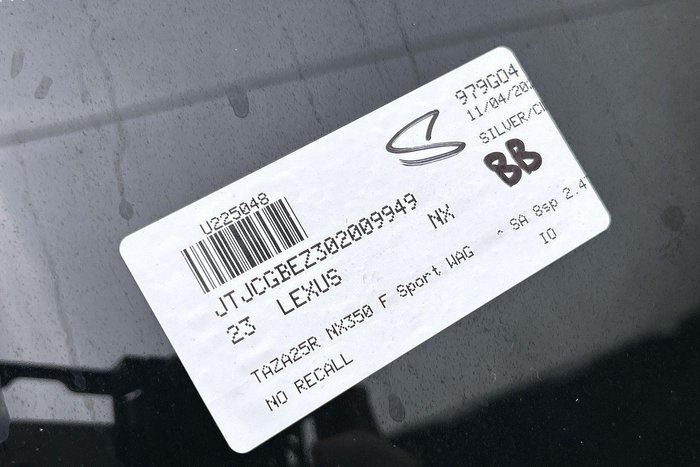 979G04
11/04/20
SILVER/
S
BB
U225048
JTJCGBEZ302009949
23 LEXUS NX
TAZA25R NX350 F Sport WAG ^ SA 8sp 2.4
NO RECALL IO